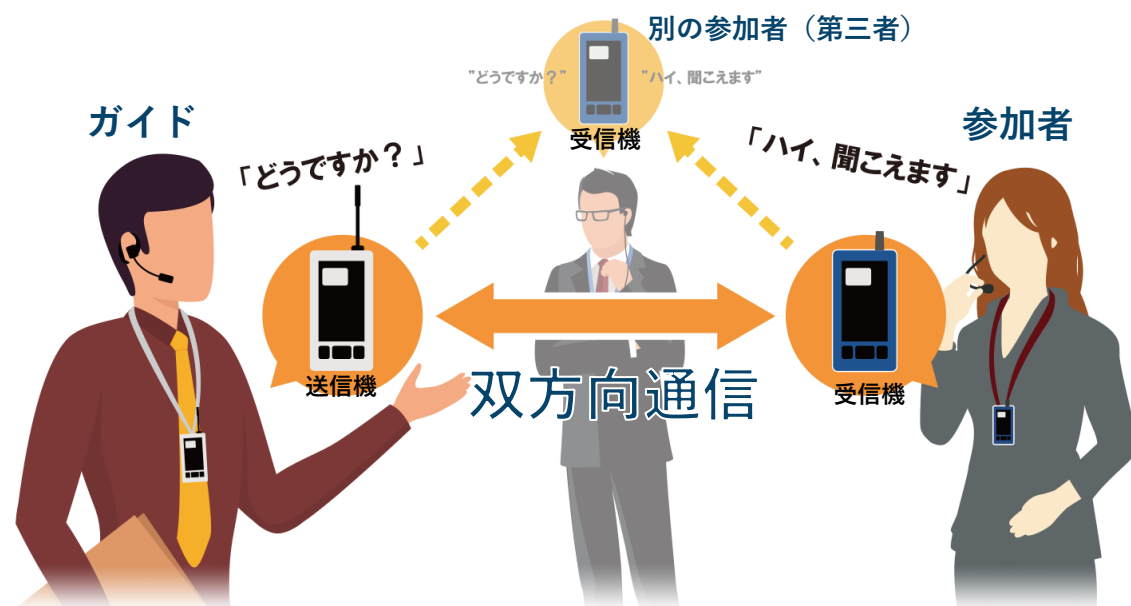 別の参加者（第三者）
”どうですか？”
”ハイ、聞こえます”
受信機
ガイド
「どうですか？」
送信機
参加者
「ハイ、聞こえます」
受信機
双方向通信